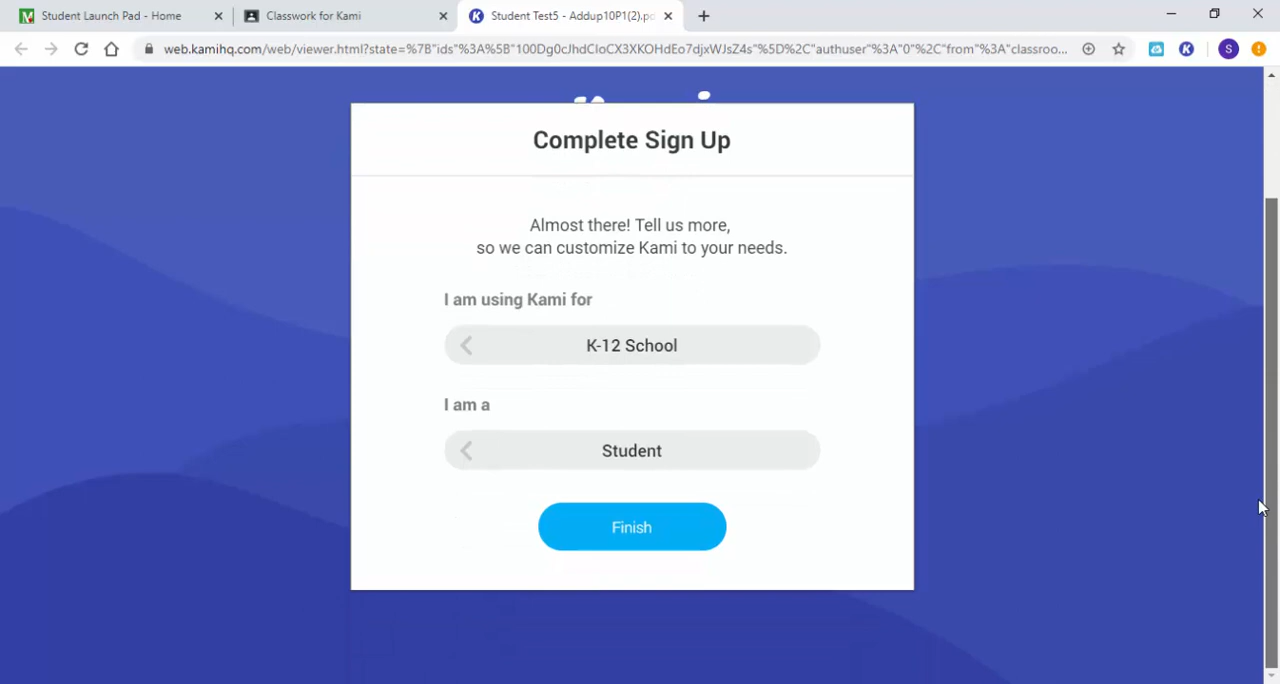 Student Launch Pad - Home
Classwork for Kami
Student Test5 - Addup10P1(2).pd
web.kamihq.com/web/viewer.html?state=%7B"ids"%3A%5B"100Dg0cJhdCIoCX3XKOHdEo7djxWJsZ4s"%5D%2C"authuser"%3A"0"%2C"from"%3A"classroo...
S
Complete Sign Up
Almost there! Tell us more,
so we can customize Kami to your needs.
I am using Kami for
K-12 School
I am a
Student
Finish